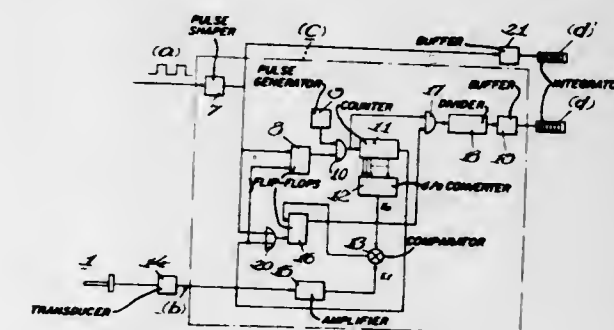 PULSE
SHAPER
(a)
7
(C)
BUFFER
21
(d)'
INTEGRATOR
(d)
PULSE
GENERATOR
9
COUNTER
17
DIVIDER
BUFFER
8
10
11
18
19
FLIP-FLOPS
12
d/a CONVERTER
16
13
COMPARATOR
20
1
14
15
TRANSDUCER
(b)
AMPLIFIER